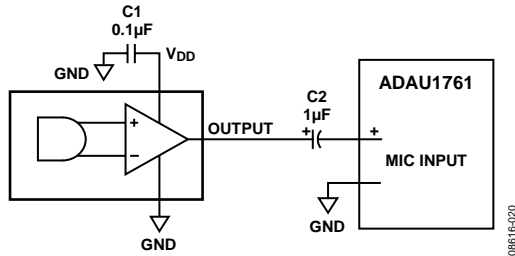 C1
0.1µF
VDD
GND
+
−
OUTPUT
GND
C2
1µF
+
ADAU1761
+
MIC INPUT
GND
08616-020